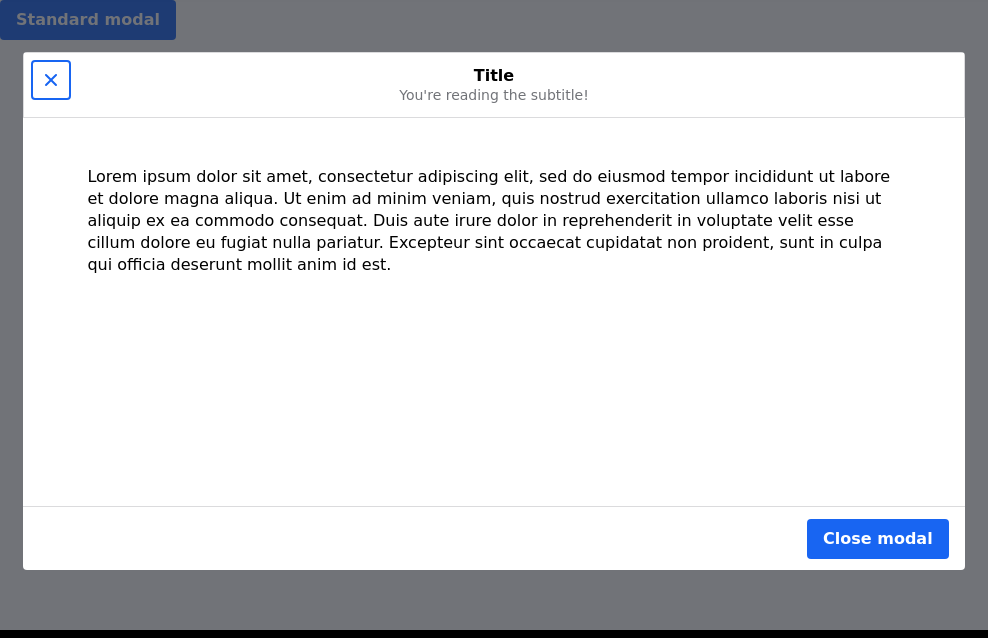 Standard modal
Title
You're reading the subtitle!
Lorem ipsum dolor sit amet, consectetur adipiscing elit, sed do eiusmod tempor incididunt ut labore
et dolore magna aliqua. Ut enim ad minim veniam, quis nostrud exercitation ullamco laboris nisi ut
aliquip ex ea commodo consequat. Duis aute irure dolor in reprehenderit in voluptate velit esse
cillum dolore eu fugiat nulla pariatur. Excepteur sint occaecat cupidatat non proident, sunt in culpa
qui officia deserunt mollit anim id est.
Close modal